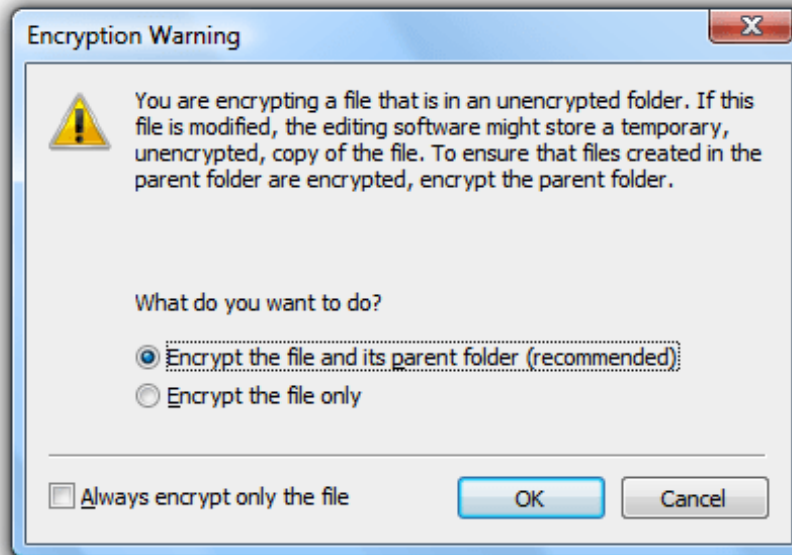 Encryption Warning
You are encrypting a file that is in an unencrypted folder. If this
file is modified, the editing software might store a temporary,
unencrypted, copy of the file. To ensure that files created in the
parent folder are encrypted, encrypt the parent folder.
What do you want to do?
Encrypt the file and its parent folder (recommended)
Encrypt the file only
Always encrypt only the file
OK
Cancel